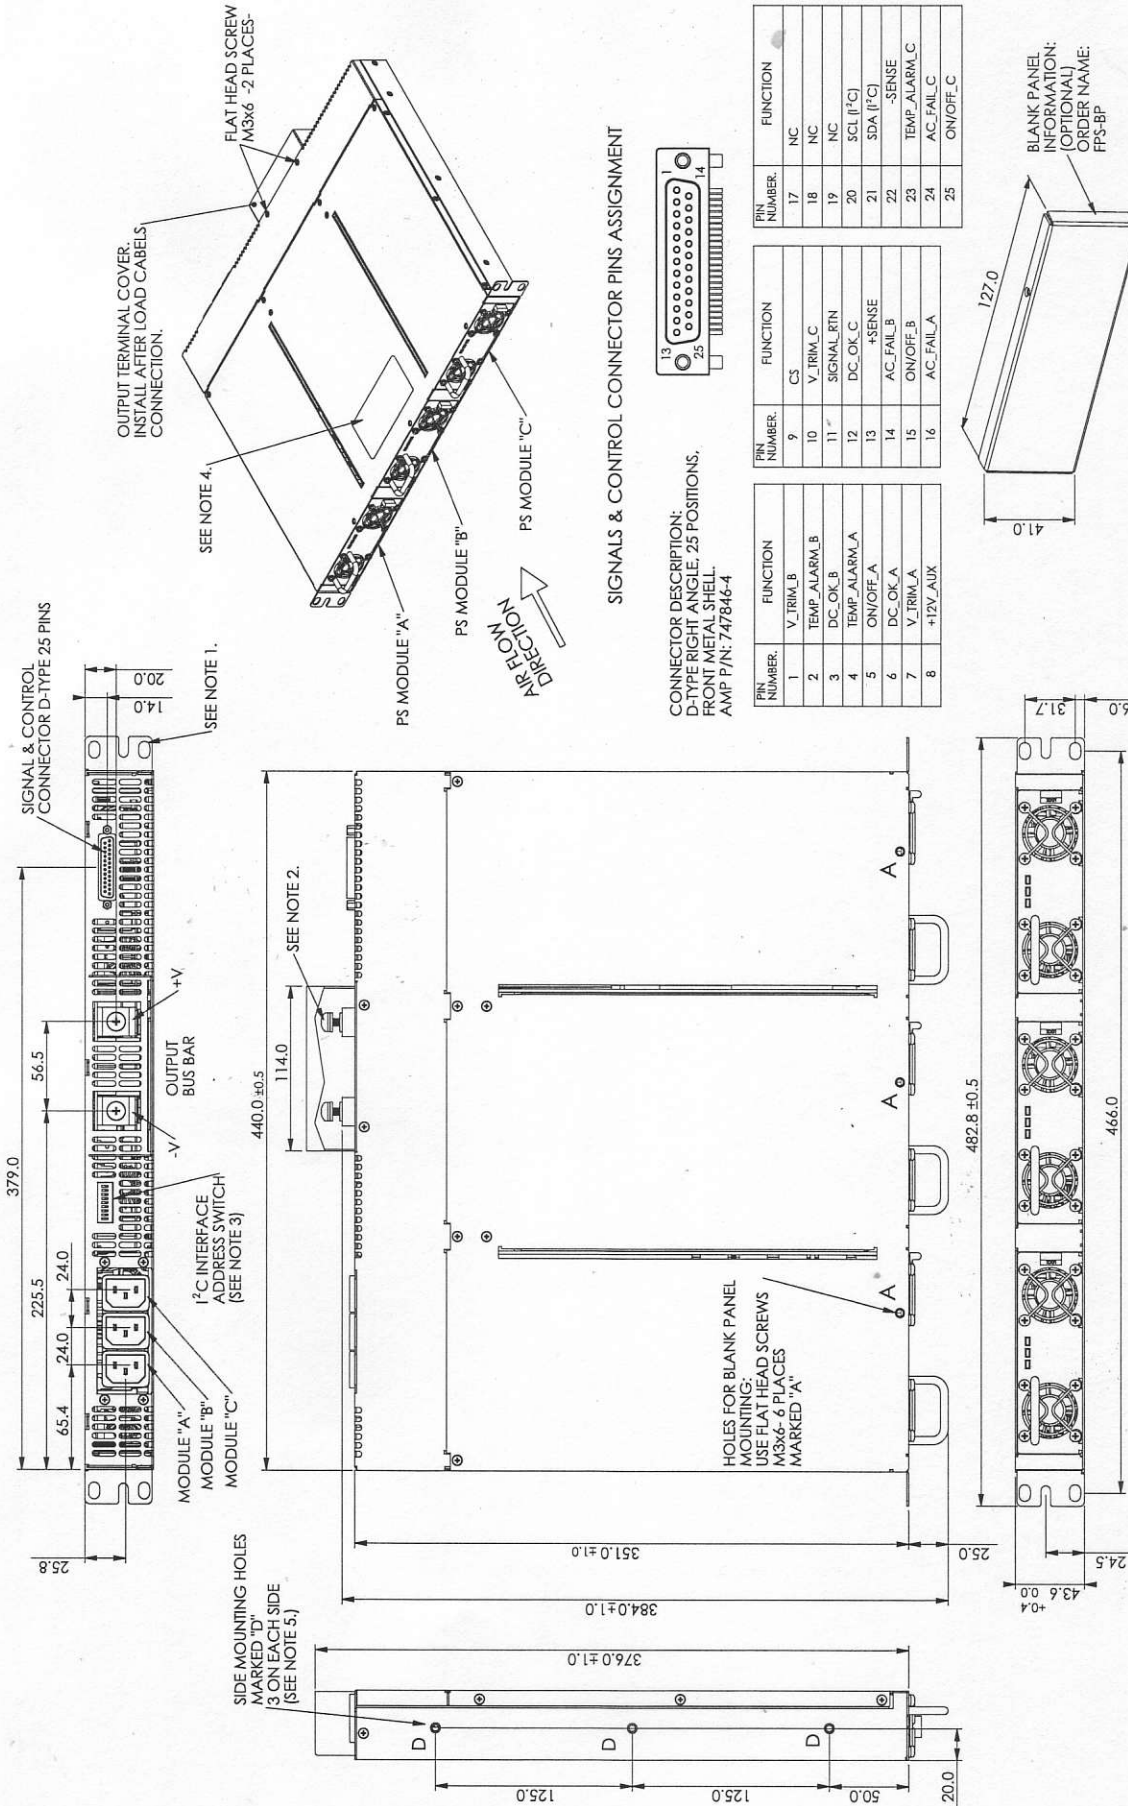 FLAT HEAD SCREW
M3x6 -2 PLACES-
OUTPUT TERMINAL COVER.
INSTALL AFTER LOAD CABELS
CONNECTION.
SEE NOTE 4.
PS MODULE "A"
PS MODULE "B"
PS MODULE "C"
AIR FLOW
DIRECTION
SIGNAL & CONTROL
CONNECTOR D-TYPE 25 PINS
379.0
225.5
56.5
65.4
24.0
24.0
25.8
14.0
20.0
SEE NOTE 1.
+V
-V
OUTPUT
BUS BAR
I²C INTERFACE
ADDRESS SWITCH
(SEE NOTE 3)
MODULE "A"
MODULE "B"
MODULE "C"
SIGNALS & CONTROL CONNECTOR PINS ASSIGNMENT
13
1
25
14
CONNECTOR DESCRIPTION:
D-TYPE RIGHT ANGLE, 25 POSITIONS,
FRONT METAL SHELL.
AMP P/N: 747846-4
PIN NUMBER. FUNCTION
1 V_TRIM_B
2 TEMP_ALARM_B
3 DC_OK_B
4 TEMP_ALARM_A
5 ON/OFF_A
6 DC_OK_A
7 V_TRIM_A
8 +12V_AUX
PIN NUMBER. FUNCTION
9 CS
10 V_TRIM_C
11 SIGNAL_RTN
12 DC_OK_C
13 +SENSE
14 AC_FAIL_B
15 ON/OFF_B
16 AC_FAIL_A
PIN NUMBER. FUNCTION
17 NC
18 NC
19 NC
20 SCL (I²C)
21 SDA (I²C)
22 -SENSE
23 TEMP_ALARM_C
24 AC_FAIL_C
25 ON/OFF_C
440.0 ±0.5
114.0
SEE NOTE 2.
HOLES FOR BLANK PANEL
MOUNTING:
USE FLAT HEAD SCREWS
M3x6- 6 PLACES
MARKED "A"
A
A
A
351.0 ±1.0
384.0±1.0
25.0
SIDE MOUNTING HOLES
MARKED "D"
3 ON EACH SIDE
(SEE NOTE 5.)
376.0 ±1.0
D
D
D
125.0
125.0
50.0
20.0
482.8 ±0.5
466.0
31.7
24.5
43.6 +0.4 0.0
127.0
41.0
BLANK PANEL
INFORMATION:
(OPTIONAL)
ORDER NAME:
FPS-BP